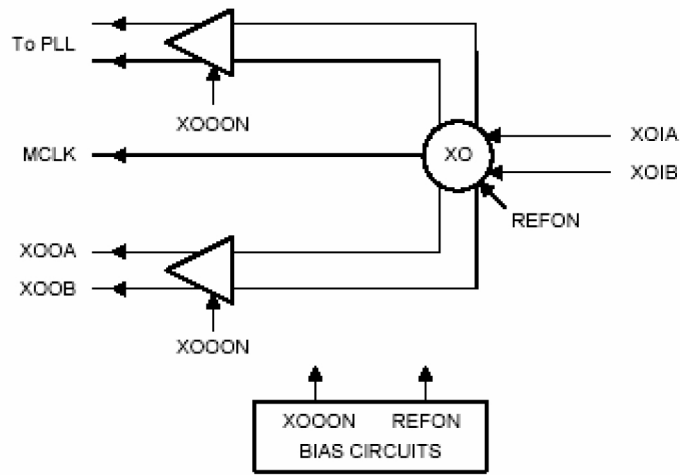 To PLL
XOOON
MCLK
XO
XOIA
XOIB
REFON
XOOA
XOOB
XOOON
XOOON REFON
BIAS CIRCUITS